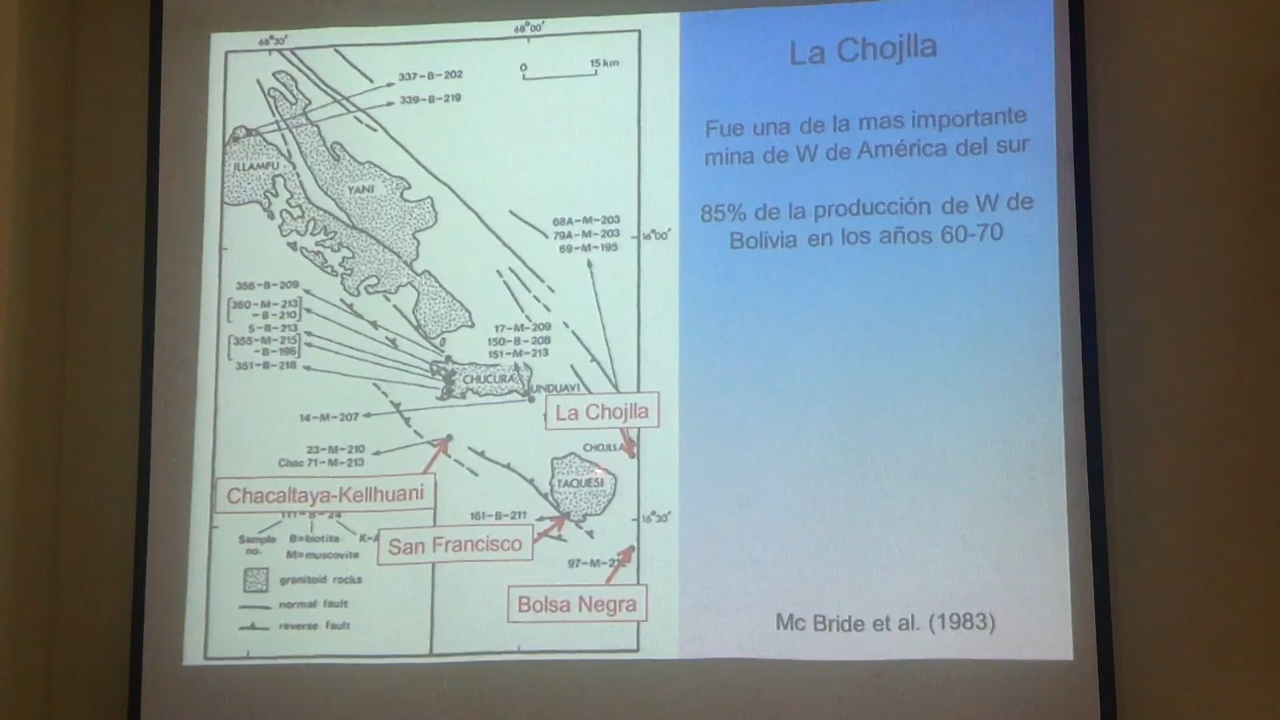 68°30′
68°00′
0 15 km
337-B-202
339-B-219
ILLAMPU
YANI
68A-M-203
79A-M-203
69-M-195
16°00′
356-B-209
360-M-213
-B-210
5-B-213
355-M-215
-B-196
351-B-218
17-M-209
150-B-208
151-M-213
CHUCURA
UNDUAVI
14-M-207
La Chojlla
CHOJLLA
23-M-210
Chac 71-M-213
TAQUESI
Chacaltaya-Kellhuani
161-B-211
16°30′
Sample no.
B=biotite
M=muscovite
San Francisco
97-M-
granitoid rocks
normal fault
reverse fault
Bolsa Negra
La Chojlla
Fue una de la mas importante
mina de W de América del sur
85% de la producción de W de
Bolivia en los años 60-70
Mc Bride et al. (1983)